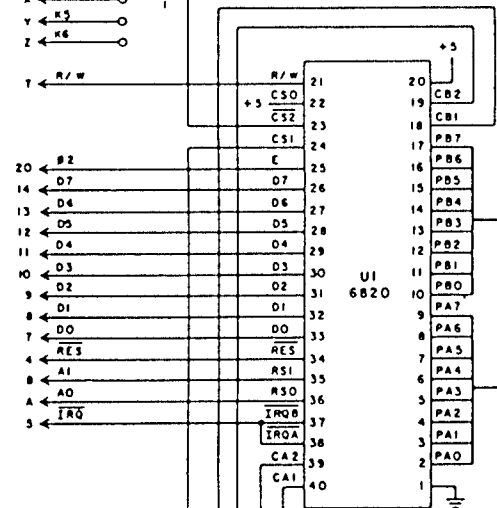 Y K5
Z K6
+5
T R/W R/W 21 20
+5 CS0 22 19 CB2
CS2 23 18 CB1
CS1 24 17 PB7
20 Ø2 E 25 16 PB6
14 D7 D7 26 15 PB5
13 D4 D6 27 14 PB4
12 D5 D5 28 13 PB3
11 D4 D4 29 12 PB2
10 D3 D3 30 11 PB1
U1
6820
9 D2 D2 31 10 PB0
8 D1 D1 32 9 PA7
7 D0 D0 33 8 PA6
4 RES RES 34 7 PA5
B A1 RS1 35 6 PA4
A A0 RS0 36 5 PA3
5 IRQ IRQB 37 4 PA2
IRQA 38 3 PA1
CA2 39 2 PA0
CA1 40 1